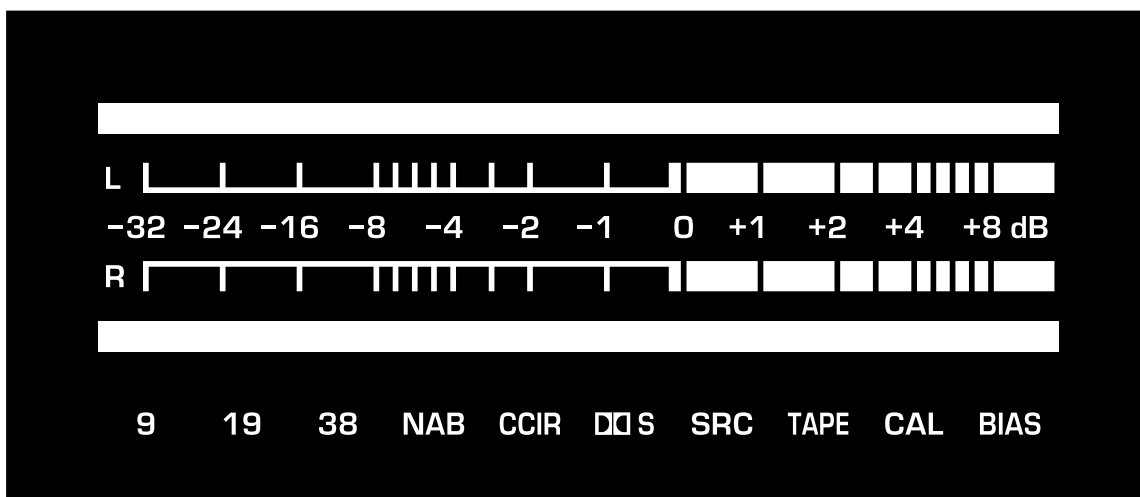 L
−32 −24 −16 −8 −4 −2 −1 0 +1 +2 +4 +8 dB
R
9 19 38 NAB CCIR S SRC TAPE CAL BIAS